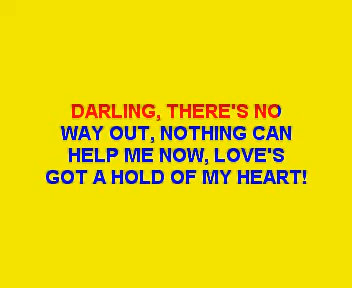 DARLING, THERE'S NO
WAY OUT, NOTHING CAN
HELP ME NOW, LOVE'S
GOT A HOLD OF MY HEART!